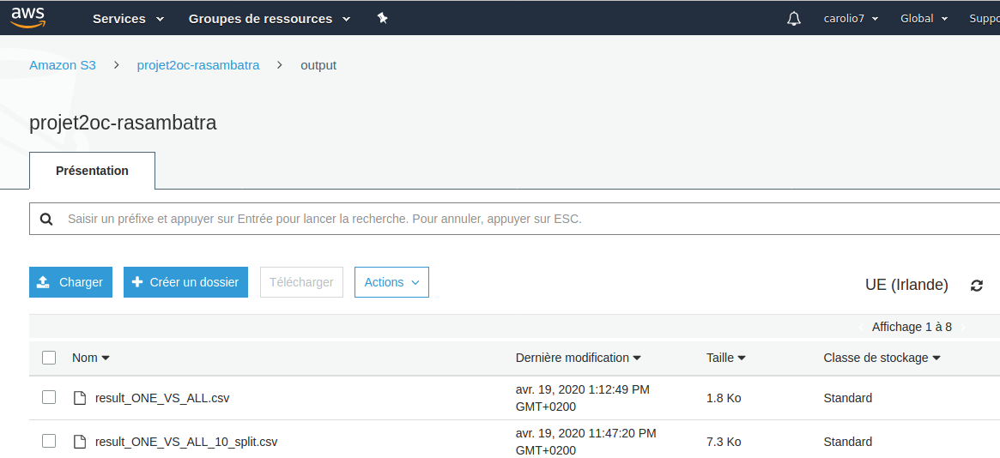 aws Services Groupes de ressources carolio7 Global Suppo
Amazon S3 > projet2oc-rasambatra > output
projet2oc-rasambatra
Présentation
Saisir un préfixe et appuyer sur Entrée pour lancer la recherche. Pour annuler, appuyer sur ESC.
Charger Créer un dossier Télécharger Actions
UE (Irlande)
Affichage 1 à 8
Nom Dernière modification Taille Classe de stockage
result_ONE_VS_ALL.csv avr. 19, 2020 1:12:49 PM GMT+0200 1.8 Ko Standard
result_ONE_VS_ALL_10_split.csv avr. 19, 2020 11:47:20 PM GMT+0200 7.3 Ko Standard